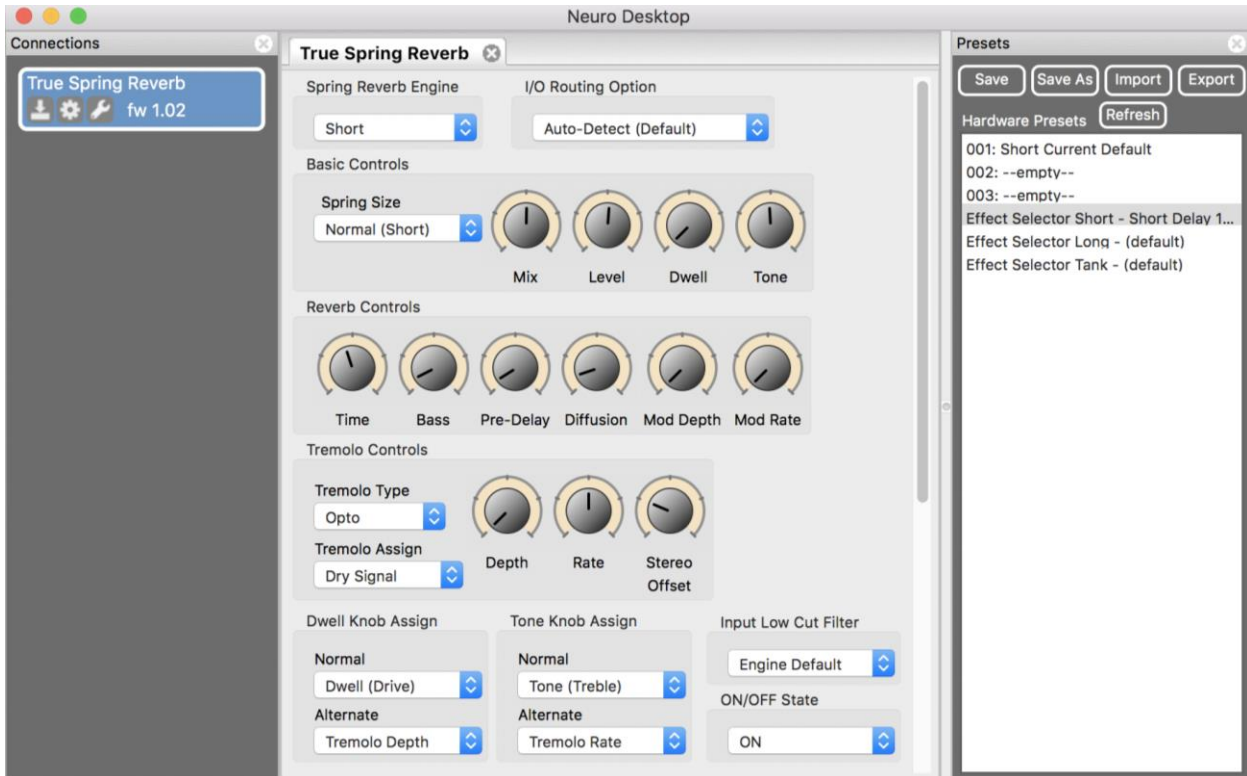 Neuro Desktop
Connections
True Spring Reverb
fw 1.02
True Spring Reverb
Spring Reverb Engine
I/O Routing Option
Short
Auto-Detect (Default)
Basic Controls
Spring Size
Normal (Short)
Mix
Level
Dwell
Tone
Reverb Controls
Time
Bass
Pre-Delay
Diffusion
Mod Depth
Mod Rate
Tremolo Controls
Tremolo Type
Opto
Tremolo Assign
Dry Signal
Depth
Rate
Stereo
Offset
Dwell Knob Assign
Normal
Dwell (Drive)
Alternate
Tremolo Depth
Tone Knob Assign
Normal
Tone (Treble)
Alternate
Tremolo Rate
Input Low Cut Filter
Engine Default
ON/OFF State
ON
Presets
Save
Save As
Import
Export
Hardware Presets
Refresh
001: Short Current Default
002: --empty--
003: --empty--
Effect Selector Short - Short Delay 1...
Effect Selector Long - (default)
Effect Selector Tank - (default)